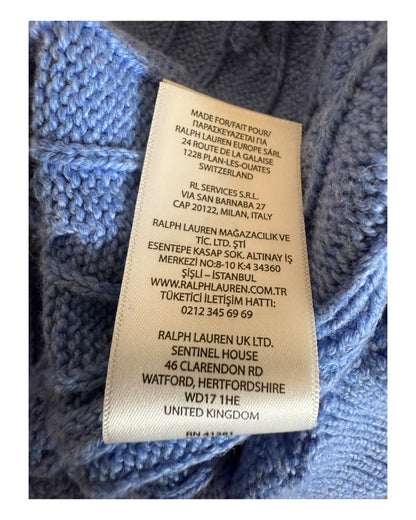 MADE FOR/FAIT POUR/
ΠΑΡΑΣΚΕΥΑΖΕΤΑΙ ΓΙΑ
RALPH LAUREN EUROPE SÀRL
24 ROUTE DE LA GALAISE
1228 PLAN-LES-OUATES
SWITZERLAND
RL SERVICES S.R.L.
VIA SAN BARNABA 27
CAP 20122, MILAN, ITALY
RALPH LAUREN MAĞAZACILIK VE
TİC. LTD. ŞTİ
ESENTEPE KASAP SOK. ALTINAY İŞ
MERKEZİ NO:8-10 K:4 34360
ŞİŞLİ – İSTANBUL
WWW.RALPHLAUREN.COM.TR
TÜKETİCİ İLETİŞİM HATTI:
0212 345 69 69
RALPH LAUREN UK LTD.
SENTINEL HOUSE
46 CLARENDON RD
WATFORD, HERTFORDSHIRE
WD17 1HE
UNITED KINGDOM
RN 41381